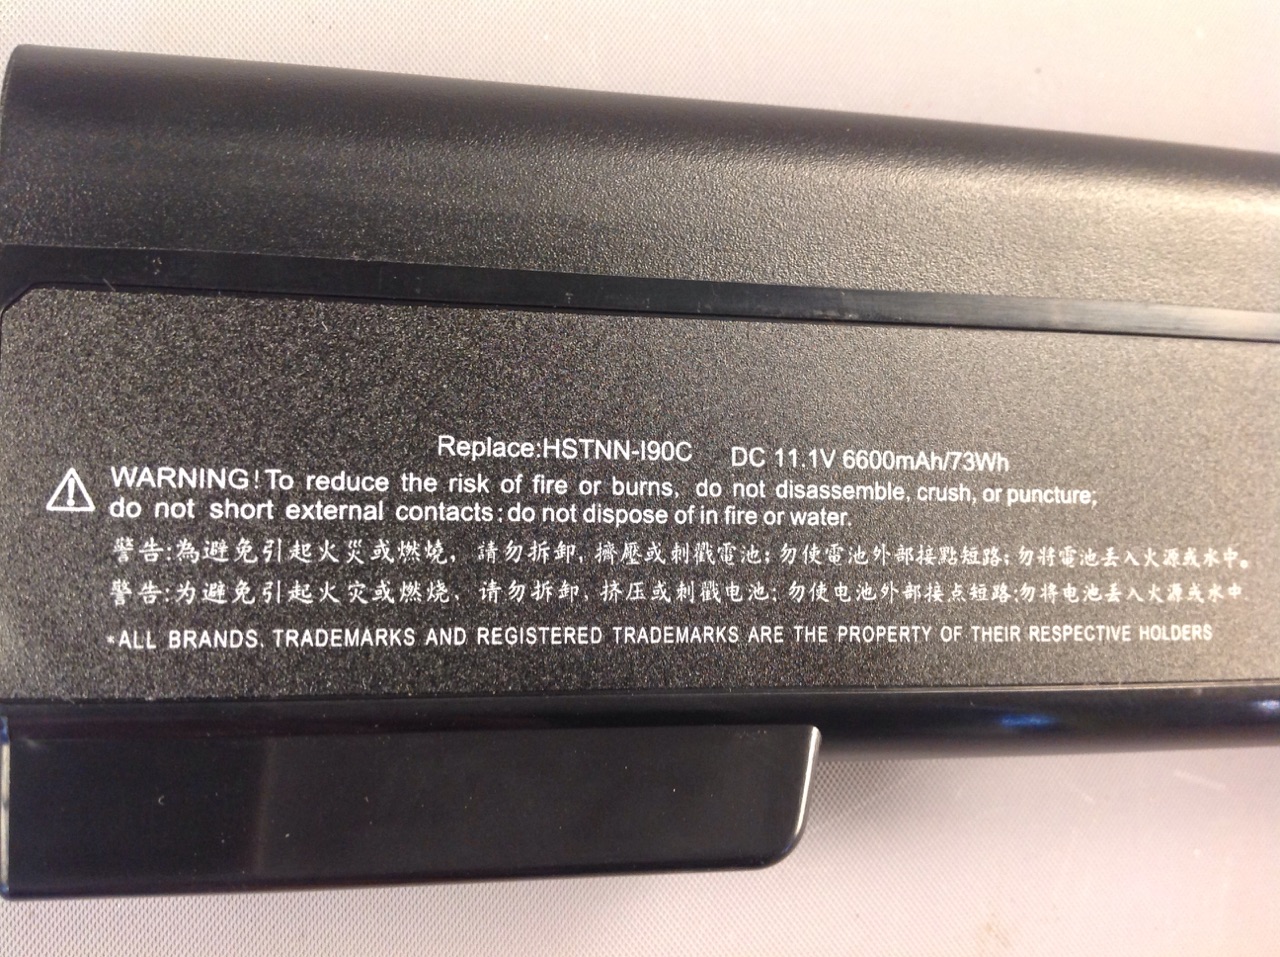 Replace:HSTNN-I90C DC 11.1V 6600mAh/73Wh
WARNING! To reduce the risk of fire or burns, do not disassemble, crush, or puncture;
do not short external contacts; do not dispose of in fire or water.
警告:為避免引起火災或燃燒，請勿拆卸，擠壓或刺戳電池；勿使電池外部接點短路；勿將電池丟入火源或水中。
警告:为避免引起火灾或燃烧，请勿拆卸，挤压或刺戳电池；勿使电池外部接点短路；勿将电池丢入火源或水中.
*ALL BRANDS. TRADEMARKS AND REGISTERED TRADEMARKS ARE THE PROPERTY OF THEIR RESPECTIVE HOLDERS